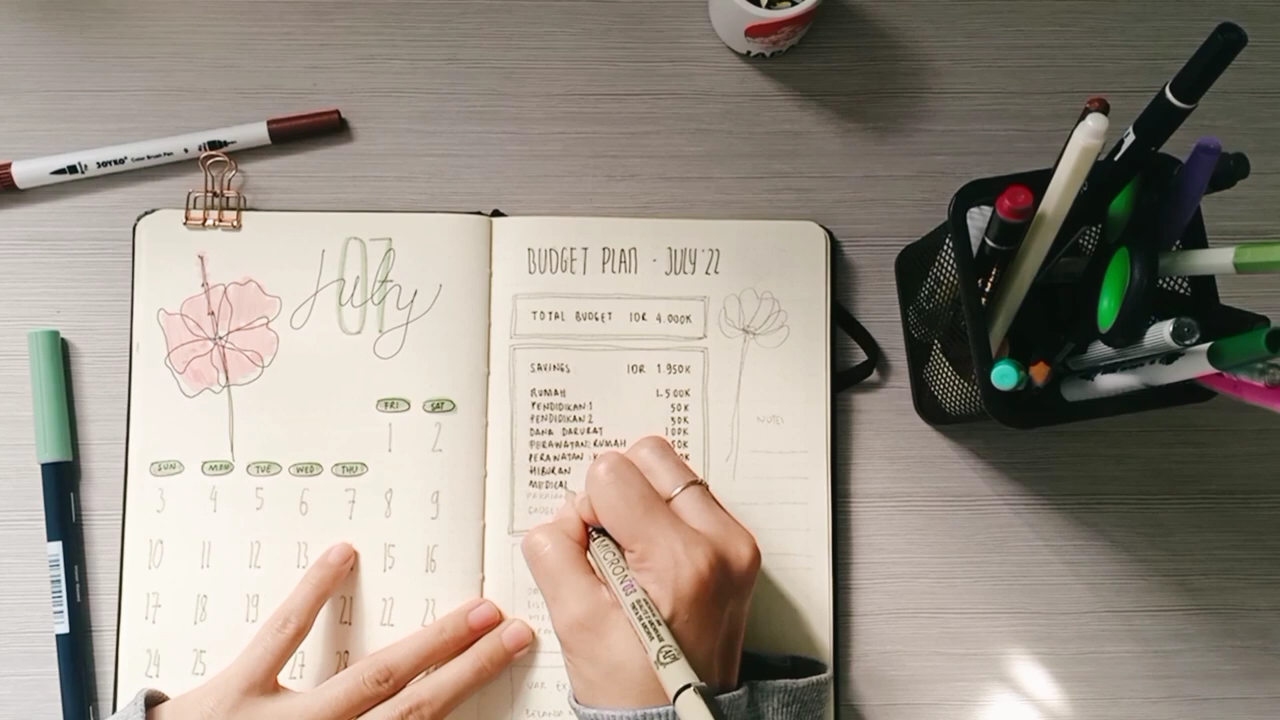 JOYKO Color Brush Pen
07
July
FRI SAT
1 2
SUN MON TUE WED THU
3 4 5 6 7 8 9
10 11 12 13 15 16
17 18 19 21 22 23
24 25 27 28
BUDGET PLAN - JULY '22
TOTAL BUDGET IDR 4.000K
SAVINGS IDR 1.950K
RUMAH 1.500K
PENDIDIKAN 1 50K
PENDIDIKAN 2 50K
DANA DARURAT 100K
PERAWATAN RUMAH 50K
PERAWATAN
HIBURAN
MEDICAL
NOTES
MICRON 03